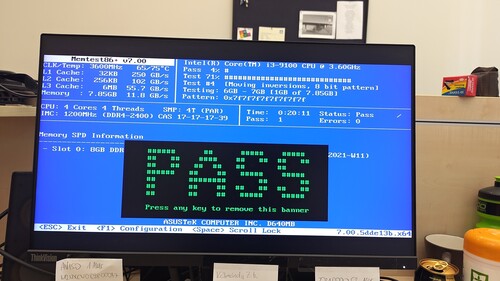 Memtest86+ v7.00
Intel(R) Core(TM) i3-9100 CPU @ 3.60GHz
CLK/Temp: 3600MHz 65/75°C
Pass 4%
L1 Cache: 32KB 250 GB/s
Test 71%
L2 Cache: 256KB 102 GB/s
Test #4 [Moving inversions, 8 bit pattern]
L3 Cache: 6MB 55.7 GB/s
Testing: 6GB - 7GB [1GB of 7.85GB]
Memory : 7.85GB 11.8 GB/s
Pattern: 0x7f7f7f7f7f7f7f7f
CPU: 4 Cores 4 Threads SMP: 4T (PAR)
Time: 0:20:11 Status: Pass
IMC: 1200MHz (DDR4-2400) CAS 17-17-17-39
Pass: 1 Errors: 0
Memory SPD Information
- Slot 0: 8GB DDR
2021-W11)
PASS
Press any key to remove this banner
ASUSTeK COMPUTER INC. D640MB
<ESC> Exit <F1> Configuration <Space> Scroll Lock
7.00.5dde13b.x64
ThinkVision